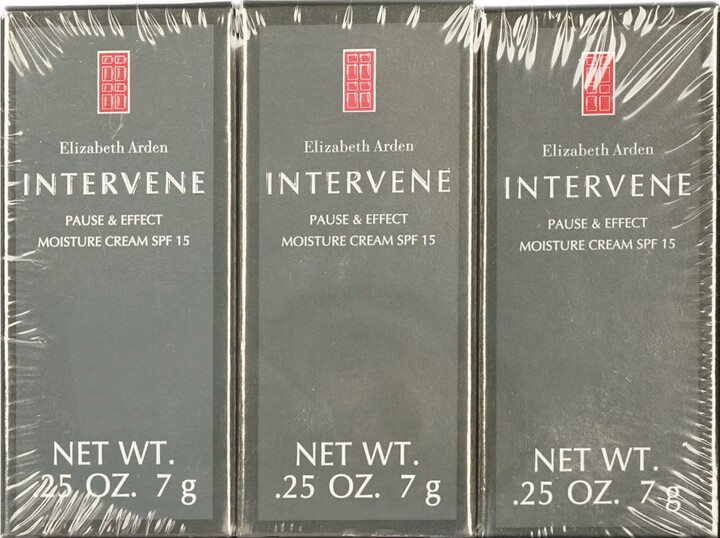 Elizabeth Arden
INTERVENE
PAUSE & EFFECT
MOISTURE CREAM SPF 15
NET WT.
.25 OZ. 7 g
Elizabeth Arden
INTERVENE
PAUSE & EFFECT
MOISTURE CREAM SPF 15
NET WT.
.25 OZ. 7 g
Elizabeth Arden
INTERVENE
PAUSE & EFFECT
MOISTURE CREAM SPF 15
NET WT.
.25 OZ. 7 g